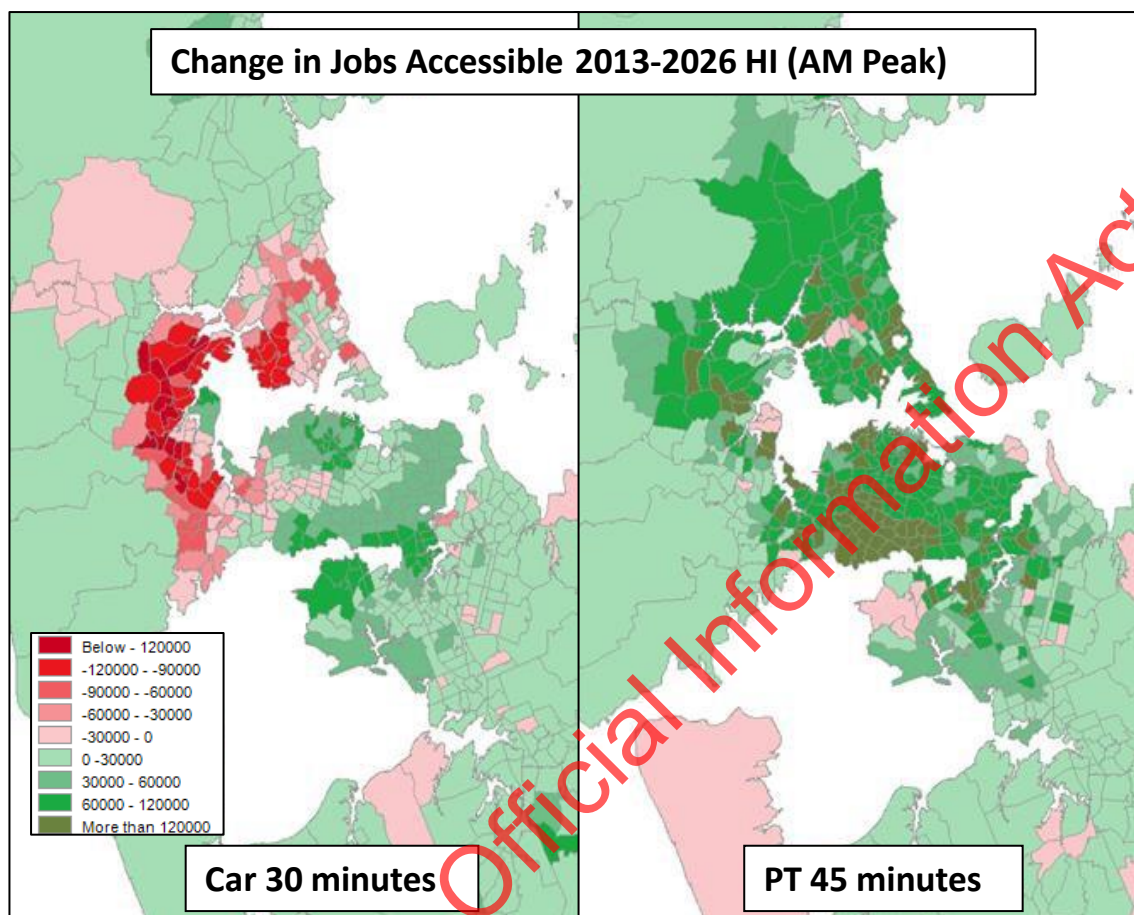 Change in Jobs Accessible 2013-2026 HI (AM Peak)
Below - 120000
-120000 - -90000
-90000 - -60000
-60000 - -30000
-30000 - 0
0 -30000
30000 - 60000
60000 - 120000
More than 120000
Car 30 minutes
PT 45 minutes
Official Information Act